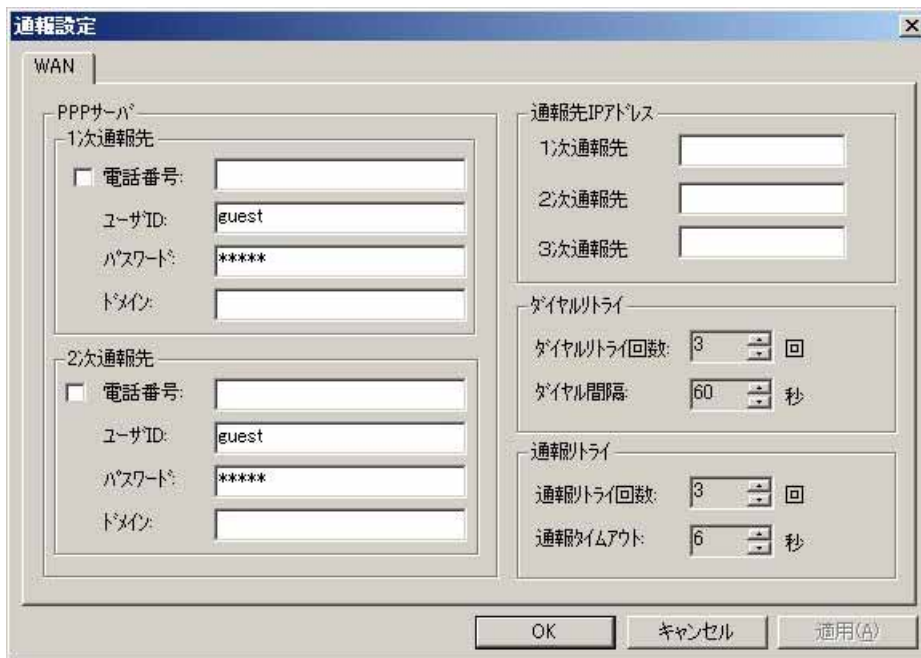 通報設定
WAN
PPPサーバ
1次通報先
電話番号:
ユーザID: guest
パスワード: *****
ドメイン:
2次通報先
電話番号:
ユーザID: guest
パスワード: *****
ドメイン:
通報先IPアドレス
1次通報先
2次通報先
3次通報先
ダイヤルリトライ
ダイヤルリトライ回数: 3 回
ダイヤル間隔: 60 秒
通報リトライ
通報リトライ回数: 3 回
通報タイムアウト: 6 秒
OK キャンセル 適用(A)